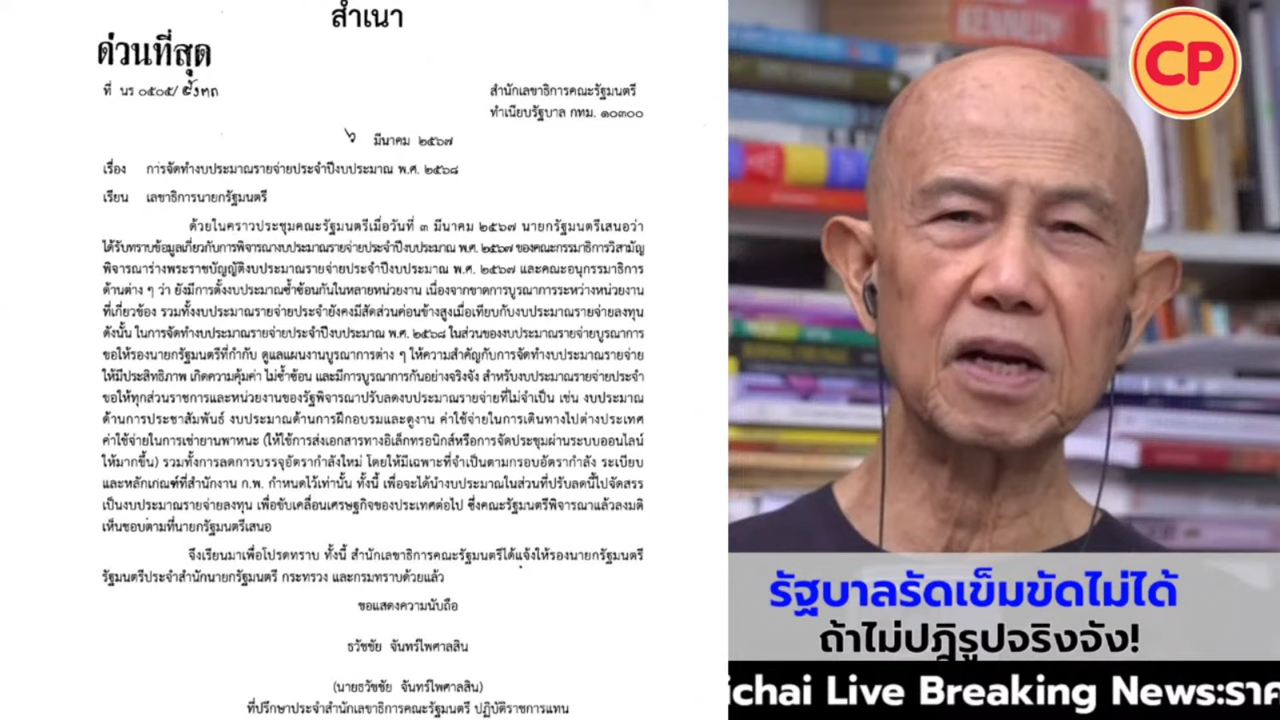 สำเนา
ด่วนที่สุด
ที่ นร ๐๕๐๕/
สำนักเลขาธิการคณะรัฐมนตรี
ทำเนียบรัฐบาล กทม. ๑๐๓๐๐
๖ มีนาคม ๒๕๖๗
เรื่อง การจัดทำงบประมาณรายจ่ายประจำปีงบประมาณ พ.ศ. ๒๕๖๘
เรียน เลขาธิการนายกรัฐมนตรี
ด้วยในคราวประชุมคณะรัฐมนตรีเมื่อวันที่ ๓ มีนาคม ๒๕๖๗ นายกรัฐมนตรีเสนอว่า
ได้รับทราบข้อมูลเกี่ยวกับการพิจารณางบประมาณรายจ่ายประจำปีงบประมาณ พ.ศ. ๒๕๖๗ ของคณะกรรมาธิการวิสามัญ
พิจารณาร่างพระราชบัญญัติงบประมาณรายจ่ายประจำปีงบประมาณ พ.ศ. ๒๕๖๗ และคณะอนุกรรมาธิการ
ด้านต่าง ๆ ว่า ยังมีการตั้งงบประมาณซ้ำซ้อนกันในหลายหน่วยงาน เนื่องจากขาดการบูรณาการระหว่างหน่วยงาน
ที่เกี่ยวข้อง รวมทั้งงบประมาณรายจ่ายประจำยังคงมีสัดส่วนค่อนข้างสูงเมื่อเทียบกับงบประมาณรายจ่ายลงทุน
ดังนั้น ในการจัดทำงบประมาณรายจ่ายประจำปีงบประมาณ พ.ศ. ๒๕๖๘ ในส่วนของงบประมาณรายจ่ายบูรณาการ
ขอให้รองนายกรัฐมนตรีที่กำกับ ดูแลแผนงานบูรณาการต่าง ๆ ให้ความสำคัญกับการจัดทำงบประมาณรายจ่าย
ให้มีประสิทธิภาพ เกิดความคุ้มค่า ไม่ซ้ำซ้อน และมีการบูรณาการกันอย่างจริงจัง สำหรับงบประมาณรายจ่ายประจำ
ขอให้ทุกส่วนราชการและหน่วยงานของรัฐพิจารณาปรับลดงบประมาณรายจ่ายที่ไม่จำเป็น เช่น งบประมาณ
ด้านการประชาสัมพันธ์ งบประมาณด้านการฝึกอบรมและดูงาน ค่าใช้จ่ายในการเดินทางไปต่างประเทศ
ค่าใช้จ่ายในการเช่ายานพาหนะ (ให้ใช้การส่งเอกสารทางอิเล็กทรอนิกส์หรือการจัดประชุมผ่านระบบออนไลน์
ให้มากขึ้น) รวมทั้งการลดการบรรจุอัตรากำลังใหม่ โดยให้มีเฉพาะที่จำเป็นตามกรอบอัตรากำลัง ระเบียบ
และหลักเกณฑ์ที่สำนักงาน ก.พ. กำหนดไว้เท่านั้น ทั้งนี้ เพื่อจะได้นำงบประมาณในส่วนที่ปรับลดนี้ไปจัดสรร
เป็นงบประมาณรายจ่ายลงทุน เพื่อขับเคลื่อนเศรษฐกิจของประเทศต่อไป ซึ่งคณะรัฐมนตรีพิจารณาแล้วลงมติ
เห็นชอบตามที่นายกรัฐมนตรีเสนอ
จึงเรียนมาเพื่อโปรดทราบ ทั้งนี้ สำนักเลขาธิการคณะรัฐมนตรีได้แจ้งให้รองนายกรัฐมนตรี
รัฐมนตรีประจำสำนักนายกรัฐมนตรี กระทรวง และกรมทราบด้วยแล้ว
ขอแสดงความนับถือ
ธวัชชัย จันทร์ไพศาลสิน
(นายธวัชชัย จันทร์ไพศาลสิน)
ที่ปรึกษาประจำสำนักเลขาธิการคณะรัฐมนตรี ปฏิบัติราชการแทน
KENNEDY
CP
รัฐบาลรัดเข็มขัดไม่ได้
ถ้าไม่ปฏิรูปจริงจัง!
ichai Live Breaking News:ราค